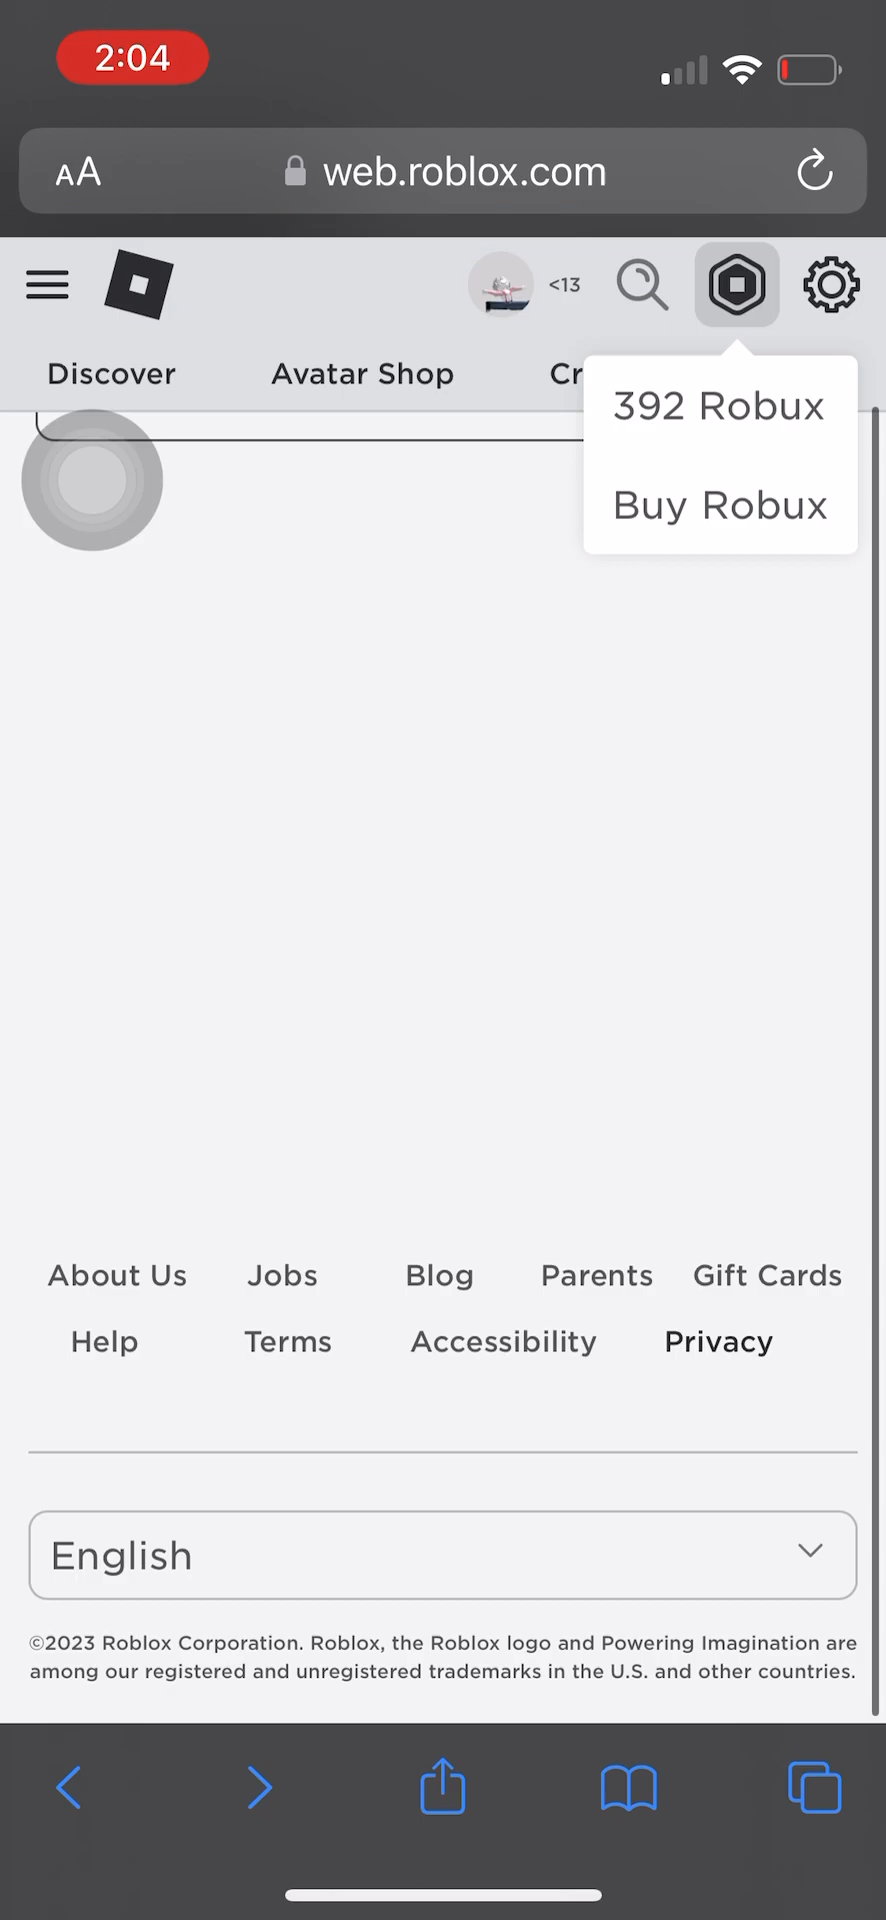 2:04
AA web.roblox.com
<13
Discover Avatar Shop Cr
392 Robux
Buy Robux
About Us Jobs Blog Parents Gift Cards
Help Terms Accessibility Privacy
English
©2023 Roblox Corporation. Roblox, the Roblox logo and Powering Imagination are
among our registered and unregistered trademarks in the U.S. and other countries.